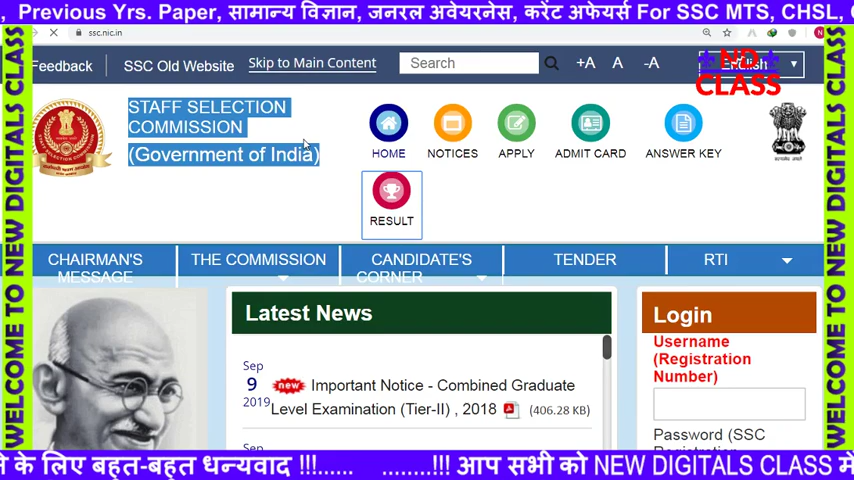 Previous Yrs. Paper, सामान्य विज्ञान, जनरल अवेयरनेस, करेंट अफेयर्स For SSC MTS, CHSL,
ssc.nic.in
Feedback SSC Old Website Skip to Main Content Search +A A -A English
ND
CLASS
STAFF SELECTION
COMMISSION
(Government of India)
HOME NOTICES APPLY ADMIT CARD ANSWER KEY
RESULT
CHAIRMAN'S
MESSAGE
THE COMMISSION
CANDIDATE'S
CORNER
TENDER
RTI
Latest News
Sep
9
2019
new Important Notice - Combined Graduate
Level Examination (Tier-II) , 2018 (406.28 KB)
Login
Username
(Registration
Number)
Password (SSC
WELCOME TO NEW DIGITALS CLASS
WELCOME TO NEW DIGITALS CLASS
के लिए बहुत-बहुत धन्यवाद !!!...... ........!!! आप सभी को NEW DIGITALS CLASS में